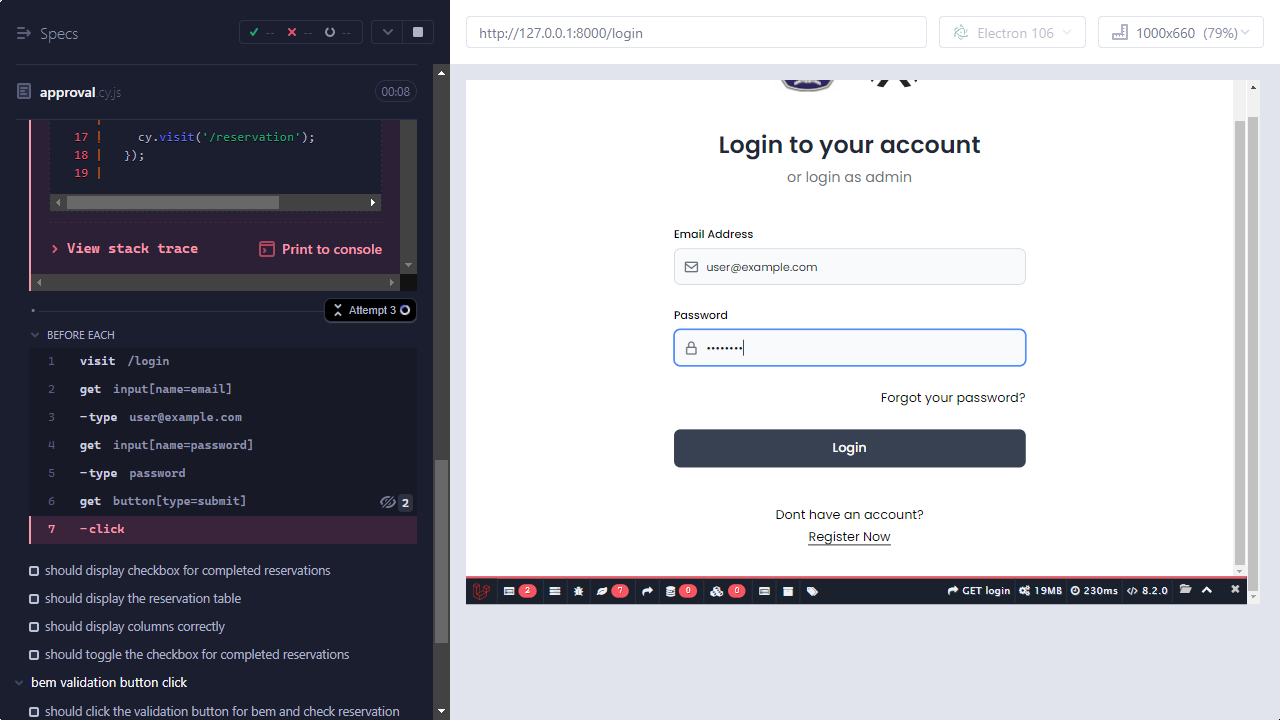 Specs
-- -- --
approval.cy.js
00:08
17 | cy.visit('/reservation');
18 | });
19 |
View stack trace
Print to console
Attempt 3
BEFORE EACH
1 visit /login
2 get input[name=email]
3 -type user@example.com
4 get input[name=password]
5 -type password
6 get button[type=submit] 2
7 -click
should display checkbox for completed reservations
should display the reservation table
should display columns correctly
should toggle the checkbox for completed reservations
bem validation button click
should click the validation button for bem and check reservation
http://127.0.0.1:8000/login
Electron 106
1000x660 (79%)
Login to your account
or login as admin
Email Address
user@example.com
Password
••••••••
Forgot your password?
Login
Dont have an account?
Register Now
2 7 0 0 GET login 19MB 230ms 8.2.0